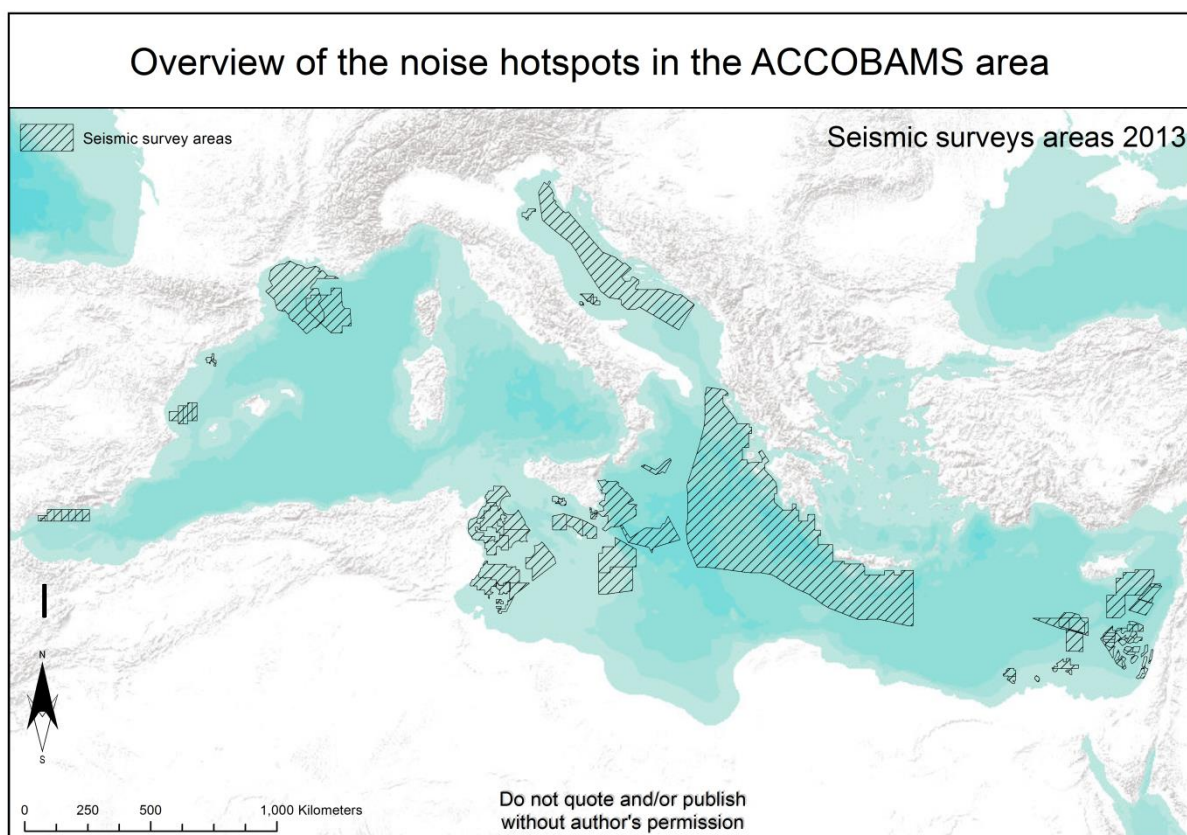 Overview of the noise hotspots in the ACCOBAMS area
Seismic survey areas
Seismic surveys areas 2013
N
S
0 250 500 1,000 Kilometers
Do not quote and/or publish
without author's permission